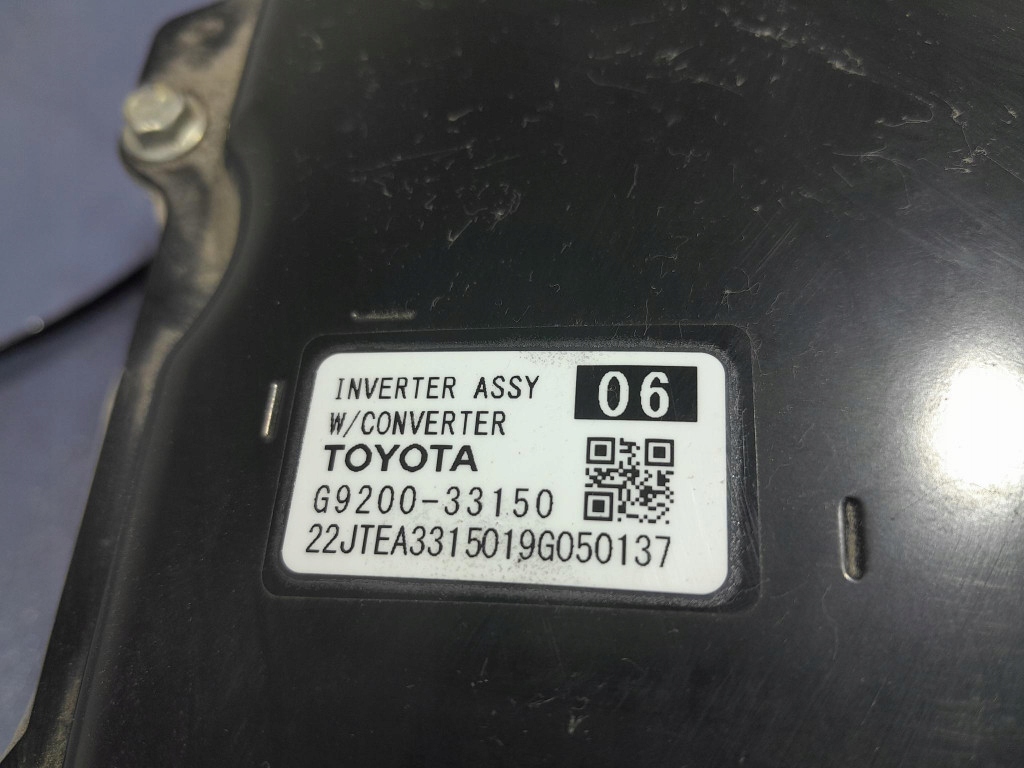 INVERTER ASSY 06
W/CONVERTER
TOYOTA
G9200-33150
22JTEA3315019G050137